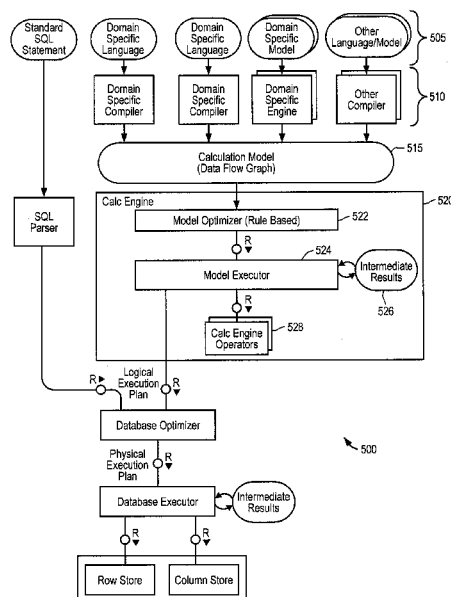 Standard
SQL
Statement
Domain
Specific
Language
Domain
Specific
Language
Domain
Specific
Model
Other
Language/Model
505
Domain
Specific
Compiler
Domain
Specific
Compiler
Domain
Specific
Engine
Other
Compiler
510
Calculation Model
(Data Flow Graph)
515
SQL
Parser
Calc Engine
520
Model Optimizer (Rule Based)
522
R
524
Model Executor
Intermediate
Results
526
R
Calc Engine
Operators
528
R
Logical
Execution
Plan
R
Database Optimizer
Physical
Execution
Plan
R
500
Database Executor
Intermediate
Results
R
R
Row Store
Column Store